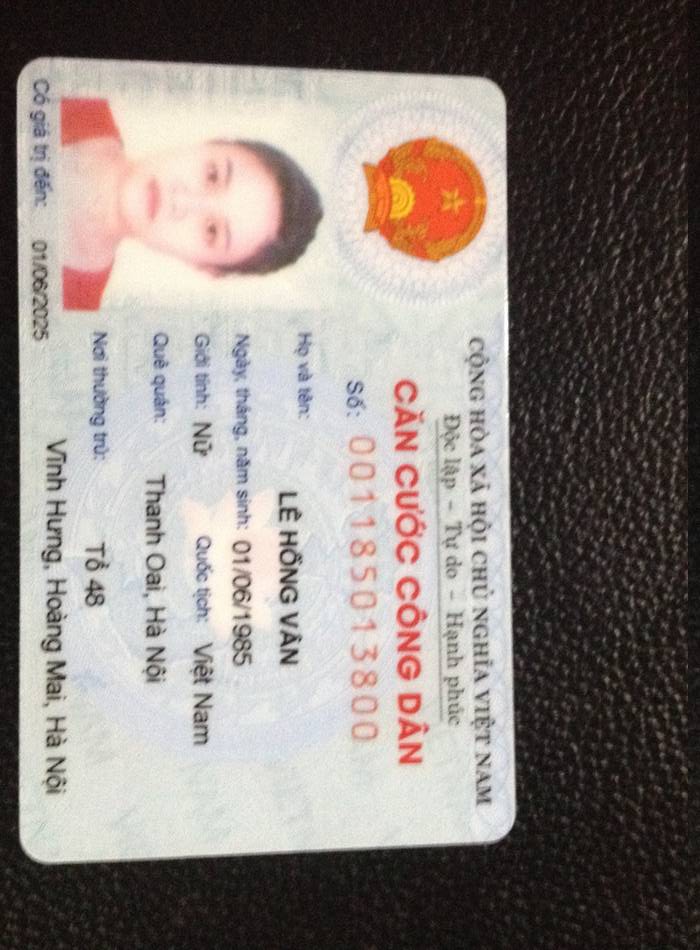 CỘNG HÒA XÃ HỘI CHỦ NGHĨA VIỆT NAM
Độc lập - Tự do - Hạnh phúc
CĂN CƯỚC CÔNG DÂN
Số: 001185013800
Họ và tên:
LÊ HỒNG VÂN
Ngày, tháng, năm sinh: 01/06/1985
Giới tính: Nữ Quốc tịch: Việt Nam
Quê quán: Thanh Oai, Hà Nội
Nơi thường trú: Tổ 48
Vĩnh Hưng, Hoàng Mai, Hà Nội
Có giá trị đến: 01/06/2025